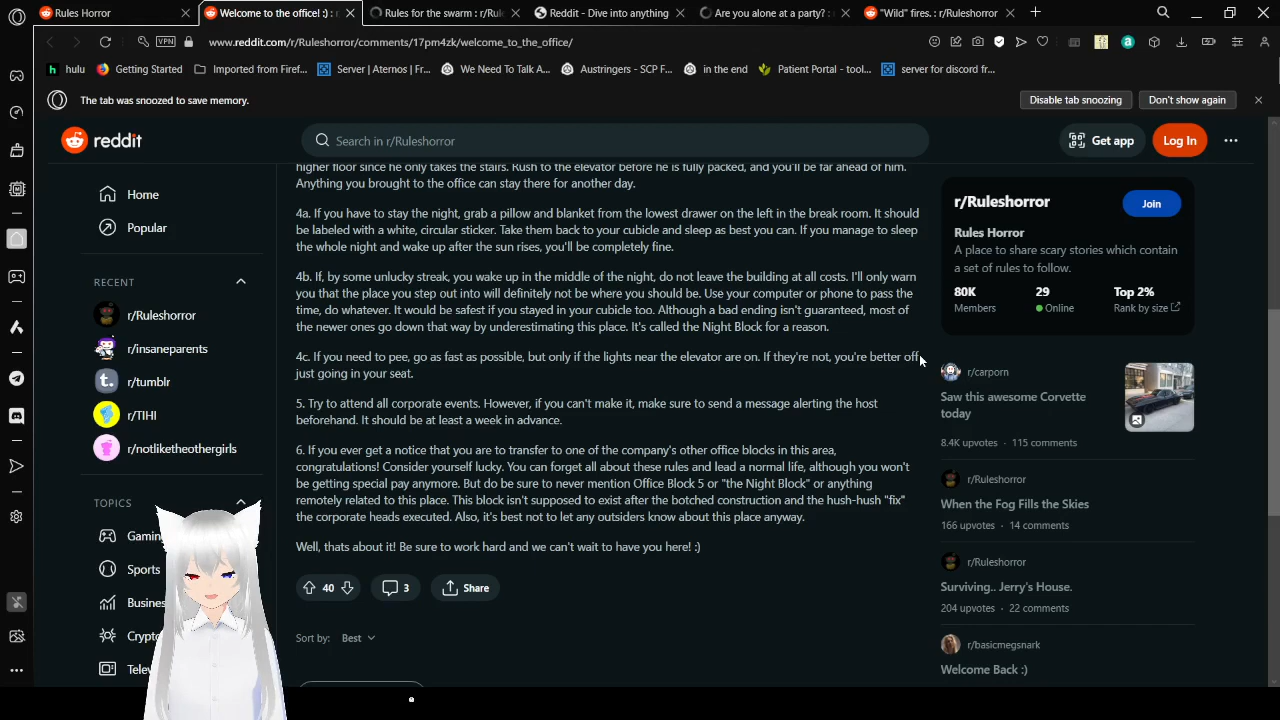 Rules Horror
Welcome to the office! :) : 
Rules for the swarm : r/Rul
Reddit - Dive into anything
Are you alone at a party? :
"Wild" fires. : r/Ruleshorror
VPN
www.reddit.com/r/Ruleshorror/comments/17pm4zk/welcome_to_the_office/
hulu
Getting Started
Imported from Firef...
Server | Aternos | Fr...
We Need To Talk A...
Austringers - SCP F...
in the end
Patient Portal - tool...
server for discord fr...
The tab was snoozed to save memory.
Disable tab snoozing
Don't show again
reddit
Search in r/Ruleshorror
Get app
Log In
Home
Popular
RECENT
r/Ruleshorror
r/insaneparents
r/tumblr
r/TIHI
r/notliketheothergirls
TOPICS
Gamin
Sports
Busines
Crypto
Telev
higher floor since he only takes the stairs. Rush to the elevator before he is fully packed, and you'll be far ahead of him.
Anything you brought to the office can stay there for another day.
4a. If you have to stay the night, grab a pillow and blanket from the lowest drawer on the left in the break room. It should
be labeled with a white, circular sticker. Take them back to your cubicle and sleep as best you can. If you manage to sleep
the whole night and wake up after the sun rises, you'll be completely fine.
4b. If, by some unlucky streak, you wake up in the middle of the night, do not leave the building at all costs. I'll only warn
you that the place you step out into will definitely not be where you should be. Use your computer or phone to pass the
time, do whatever. It would be safest if you stayed in your cubicle too. Although a bad ending isn't guaranteed, most of
the newer ones go down that way by underestimating this place. It's called the Night Block for a reason.
4c. If you need to pee, go as fast as possible, but only if the lights near the elevator are on. If they're not, you're better off
just going in your seat.
5. Try to attend all corporate events. However, if you can't make it, make sure to send a message alerting the host
beforehand. It should be at least a week in advance.
6. If you ever get a notice that you are to transfer to one of the company's other office blocks in this area,
congratulations! Consider yourself lucky. You can forget all about these rules and lead a normal life, although you won't
be getting special pay anymore. But do be sure to never mention Office Block 5 or "the Night Block" or anything
remotely related to this place. This block isn't supposed to exist after the botched construction and the hush-hush "fix"
the corporate heads executed. Also, it's best not to let any outsiders know about this place anyway.
Well, thats about it! Be sure to work hard and we can't wait to have you here! :)
40
3
Share
Sort by:
Best
r/Ruleshorror
Join
Rules Horror
A place to share scary stories which contain
a set of rules to follow.
80K
29
Top 2%
Members
Online
Rank by size
r/carporn
Saw this awesome Corvette
today
8.4K upvotes · 115 comments
r/Ruleshorror
When the Fog Fills the Skies
166 upvotes · 14 comments
r/Ruleshorror
Surviving.. Jerry's House.
204 upvotes · 22 comments
r/basicmegsnark
Welcome Back :)